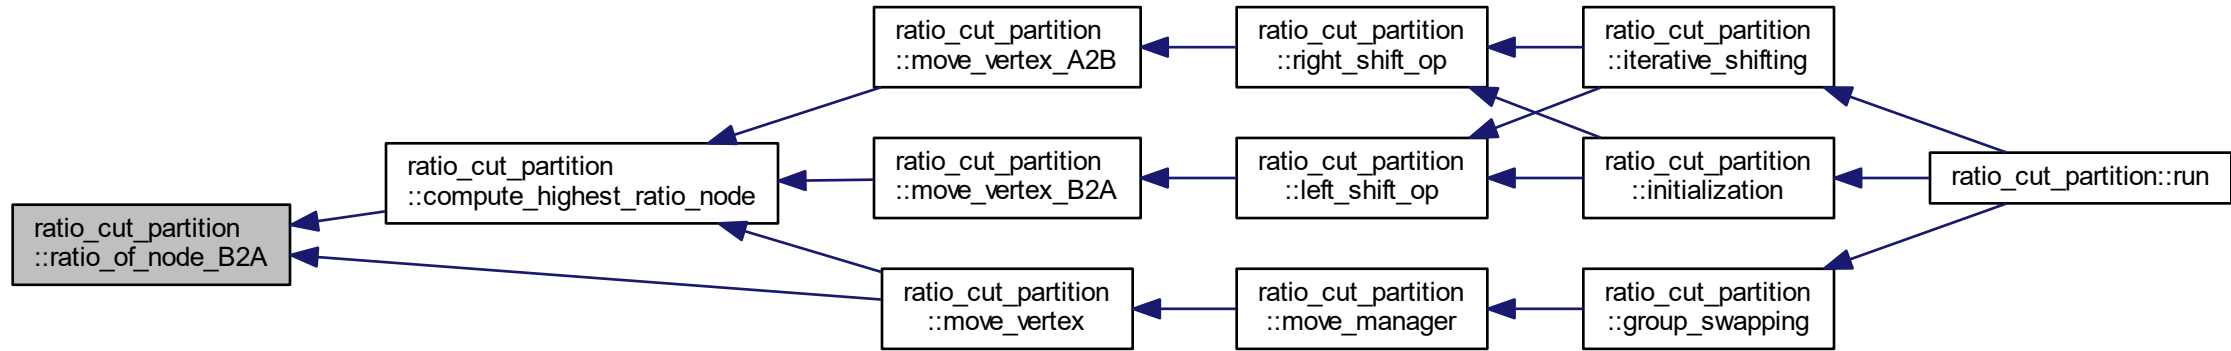 ratio_cut_partition
::ratio_of_node_B2A
ratio_cut_partition
::compute_highest_ratio_node
ratio_cut_partition
::move_vertex_A2B
ratio_cut_partition
::move_vertex_B2A
ratio_cut_partition
::move_vertex
ratio_cut_partition
::right_shift_op
ratio_cut_partition
::left_shift_op
ratio_cut_partition
::move_manager
ratio_cut_partition
::iterative_shifting
ratio_cut_partition
::initialization
ratio_cut_partition
::group_swapping
ratio_cut_partition::run